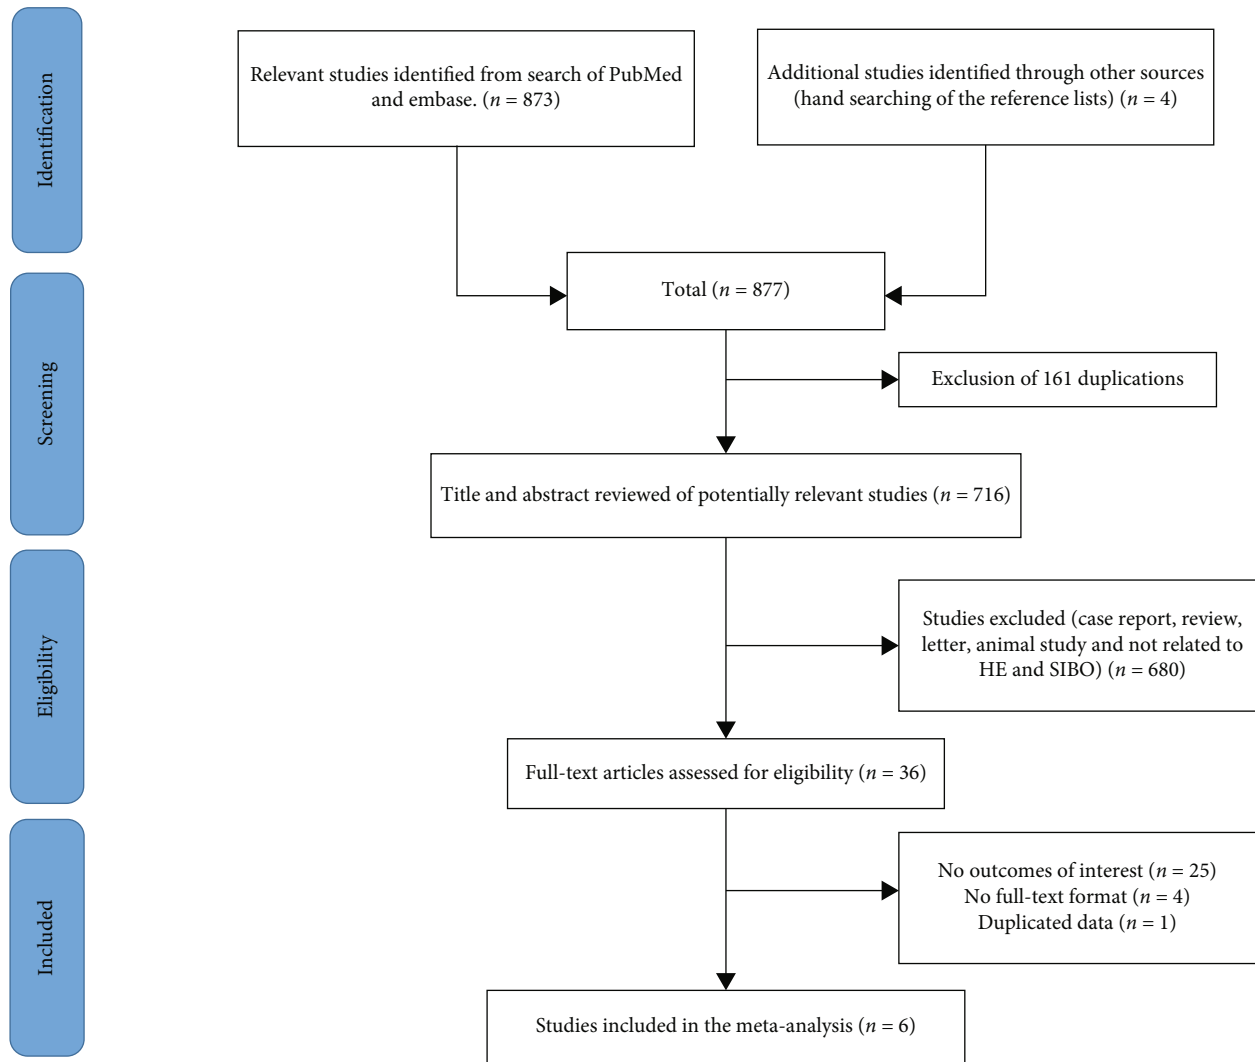 Identification
Relevant studies identified from search of PubMed
and embase. (n = 873)
Additional studies identified through other sources
(hand searching of the reference lists) (n = 4)
Total (n = 877)
Screening
Exclusion of 161 duplications
Title and abstract reviewed of potentially relevant studies (n = 716)
Eligibility
Studies excluded (case report, review,
letter, animal study and not related to
HE and SIBO) (n = 680)
Full-text articles assessed for eligibility (n = 36)
Included
No outcomes of interest (n = 25)
No full-text format (n = 4)
Duplicated data (n = 1)
Studies included in the meta-analysis (n = 6)